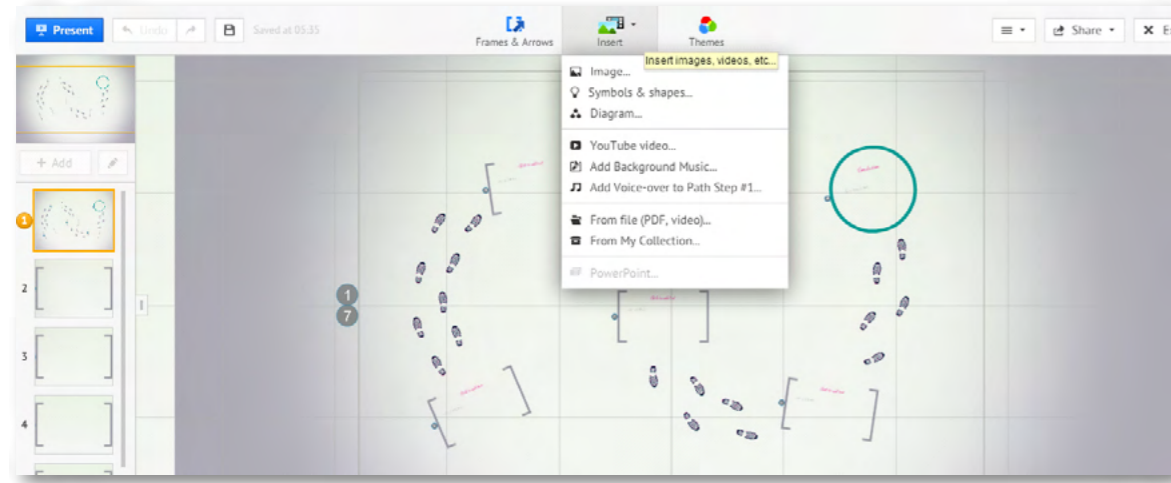 Present
Undo
Saved at 05:35
Frames & Arrows
Insert
Themes
Share
Insert images, videos, etc...
Image...
Symbols & shapes...
Diagram...
YouTube video...
Add Background Music...
Add Voice-over to Path Step #1...
From file (PDF, video)...
From My Collection...
PowerPoint...
+ Add
1
2
3
4
1
7